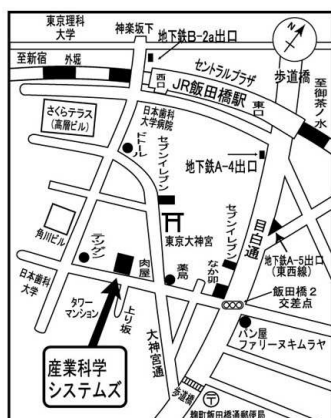 東京理科
大学
神楽坂下
地下鉄B-2a出口
N
至新宿
外堀
セントラルプラザ
歩道橋
西口
JR飯田橋駅
東口
至御茶ノ水
さくらテラス
(高層ビル)
日本歯科
大学病院
ドトール
セブンイレブン
地下鉄A-4出口
角川ビル
東京大神宮
セブンイレブン
目白通
地下鉄A-5出口
(東西線)
テンゲン
肉屋
薬局
なか卯
飯田橋2
交差点
日本歯科
大学
タワー
マンション
上り坂
大神宮通
パン屋
ファリーヌキムラヤ
産業科学
システムズ
歩道橋
〒
麹町飯田橋通郵便局